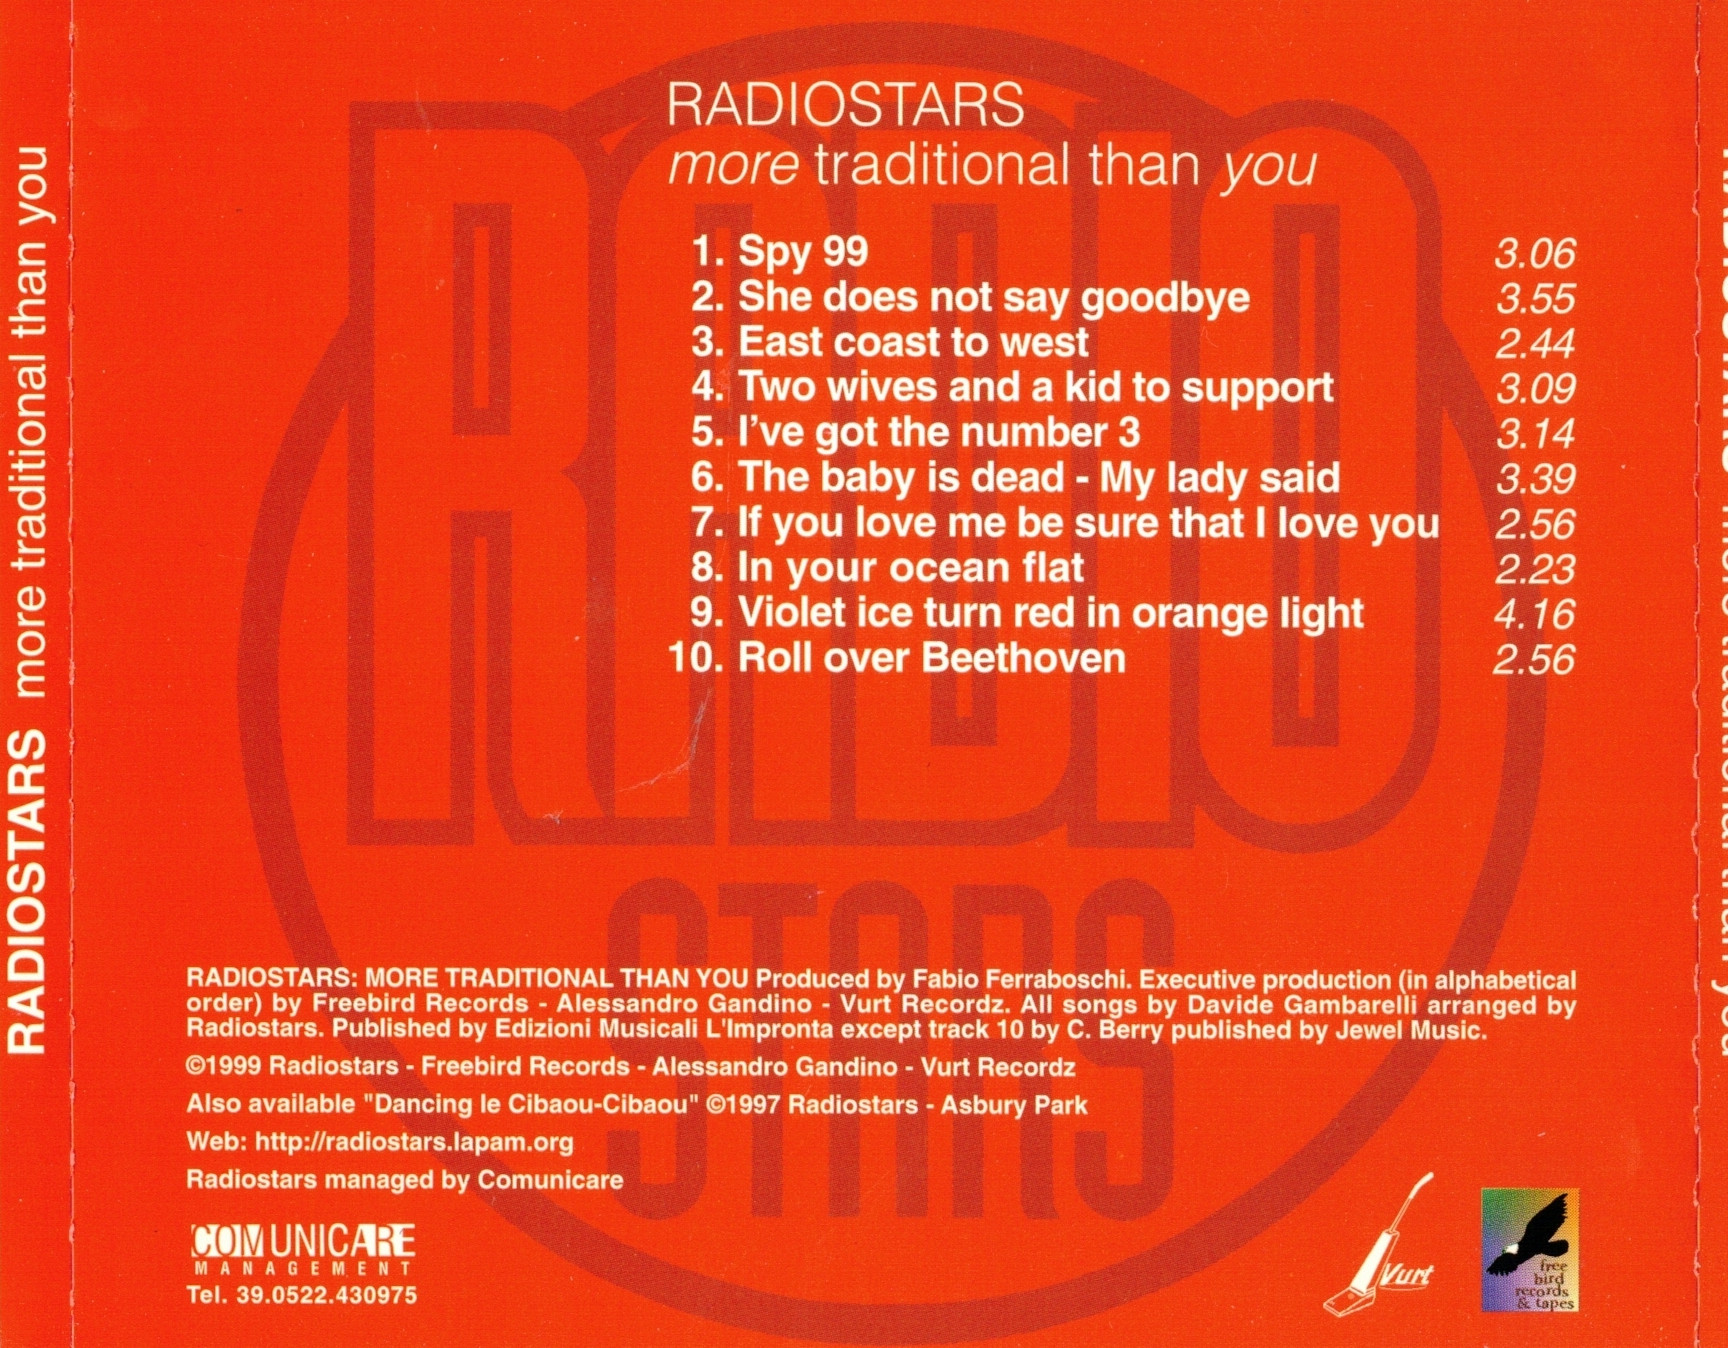 RADIOSTARS more traditional than you
RADIOSTARS
more traditional than you
1. Spy 99 3.06
2. She does not say goodbye 3.55
3. East coast to west 2.44
4. Two wives and a kid to support 3.09
5. I've got the number 3 3.14
6. The baby is dead - My lady said 3.39
7. If you love me be sure that I love you 2.56
8. In your ocean flat 2.23
9. Violet ice turn red in orange light 4.16
10. Roll over Beethoven 2.56
RADIO
STARS
RADIOSTARS: MORE TRADITIONAL THAN YOU Produced by Fabio Ferraboschi. Executive production (in alphabetical
order) by Freebird Records - Alessandro Gandino - Vurt Recordz. All songs by Davide Gambarelli arranged by
Radiostars. Published by Edizioni Musicali L'Impronta except track 10 by C. Berry published by Jewel Music.
©1999 Radiostars - Freebird Records - Alessandro Gandino - Vurt Recordz
Also available "Dancing le Cibaou-Cibaou" ©1997 Radiostars - Asbury Park
Web: http://radiostars.lapam.org
Radiostars managed by Comunicare
COMUNICARE
MANAGEMENT
Tel. 39.0522.430975
Vurt
free
bird
records
& tapes